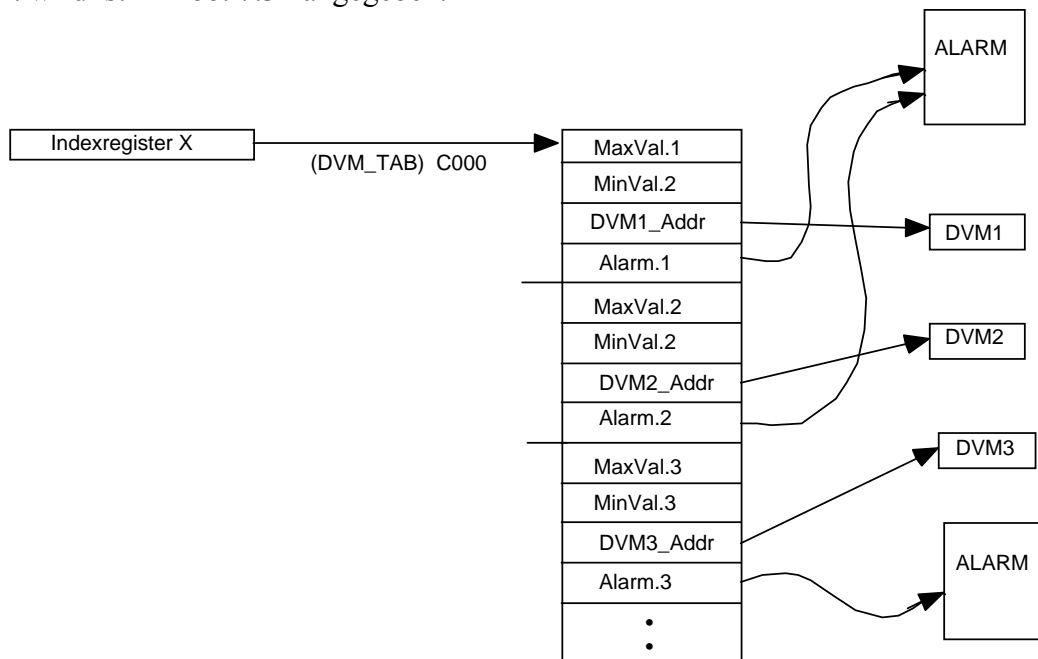 ALARM
Indexregister X
(DVM_TAB) C000
MaxVal.1
MinVal.2
DVM1_Addr
Alarm.1
MaxVal.2
MinVal.2
DVM2_Addr
Alarm.2
MaxVal.3
MinVal.3
DVM3_Addr
Alarm.3
DVM1
DVM2
DVM3
ALARM